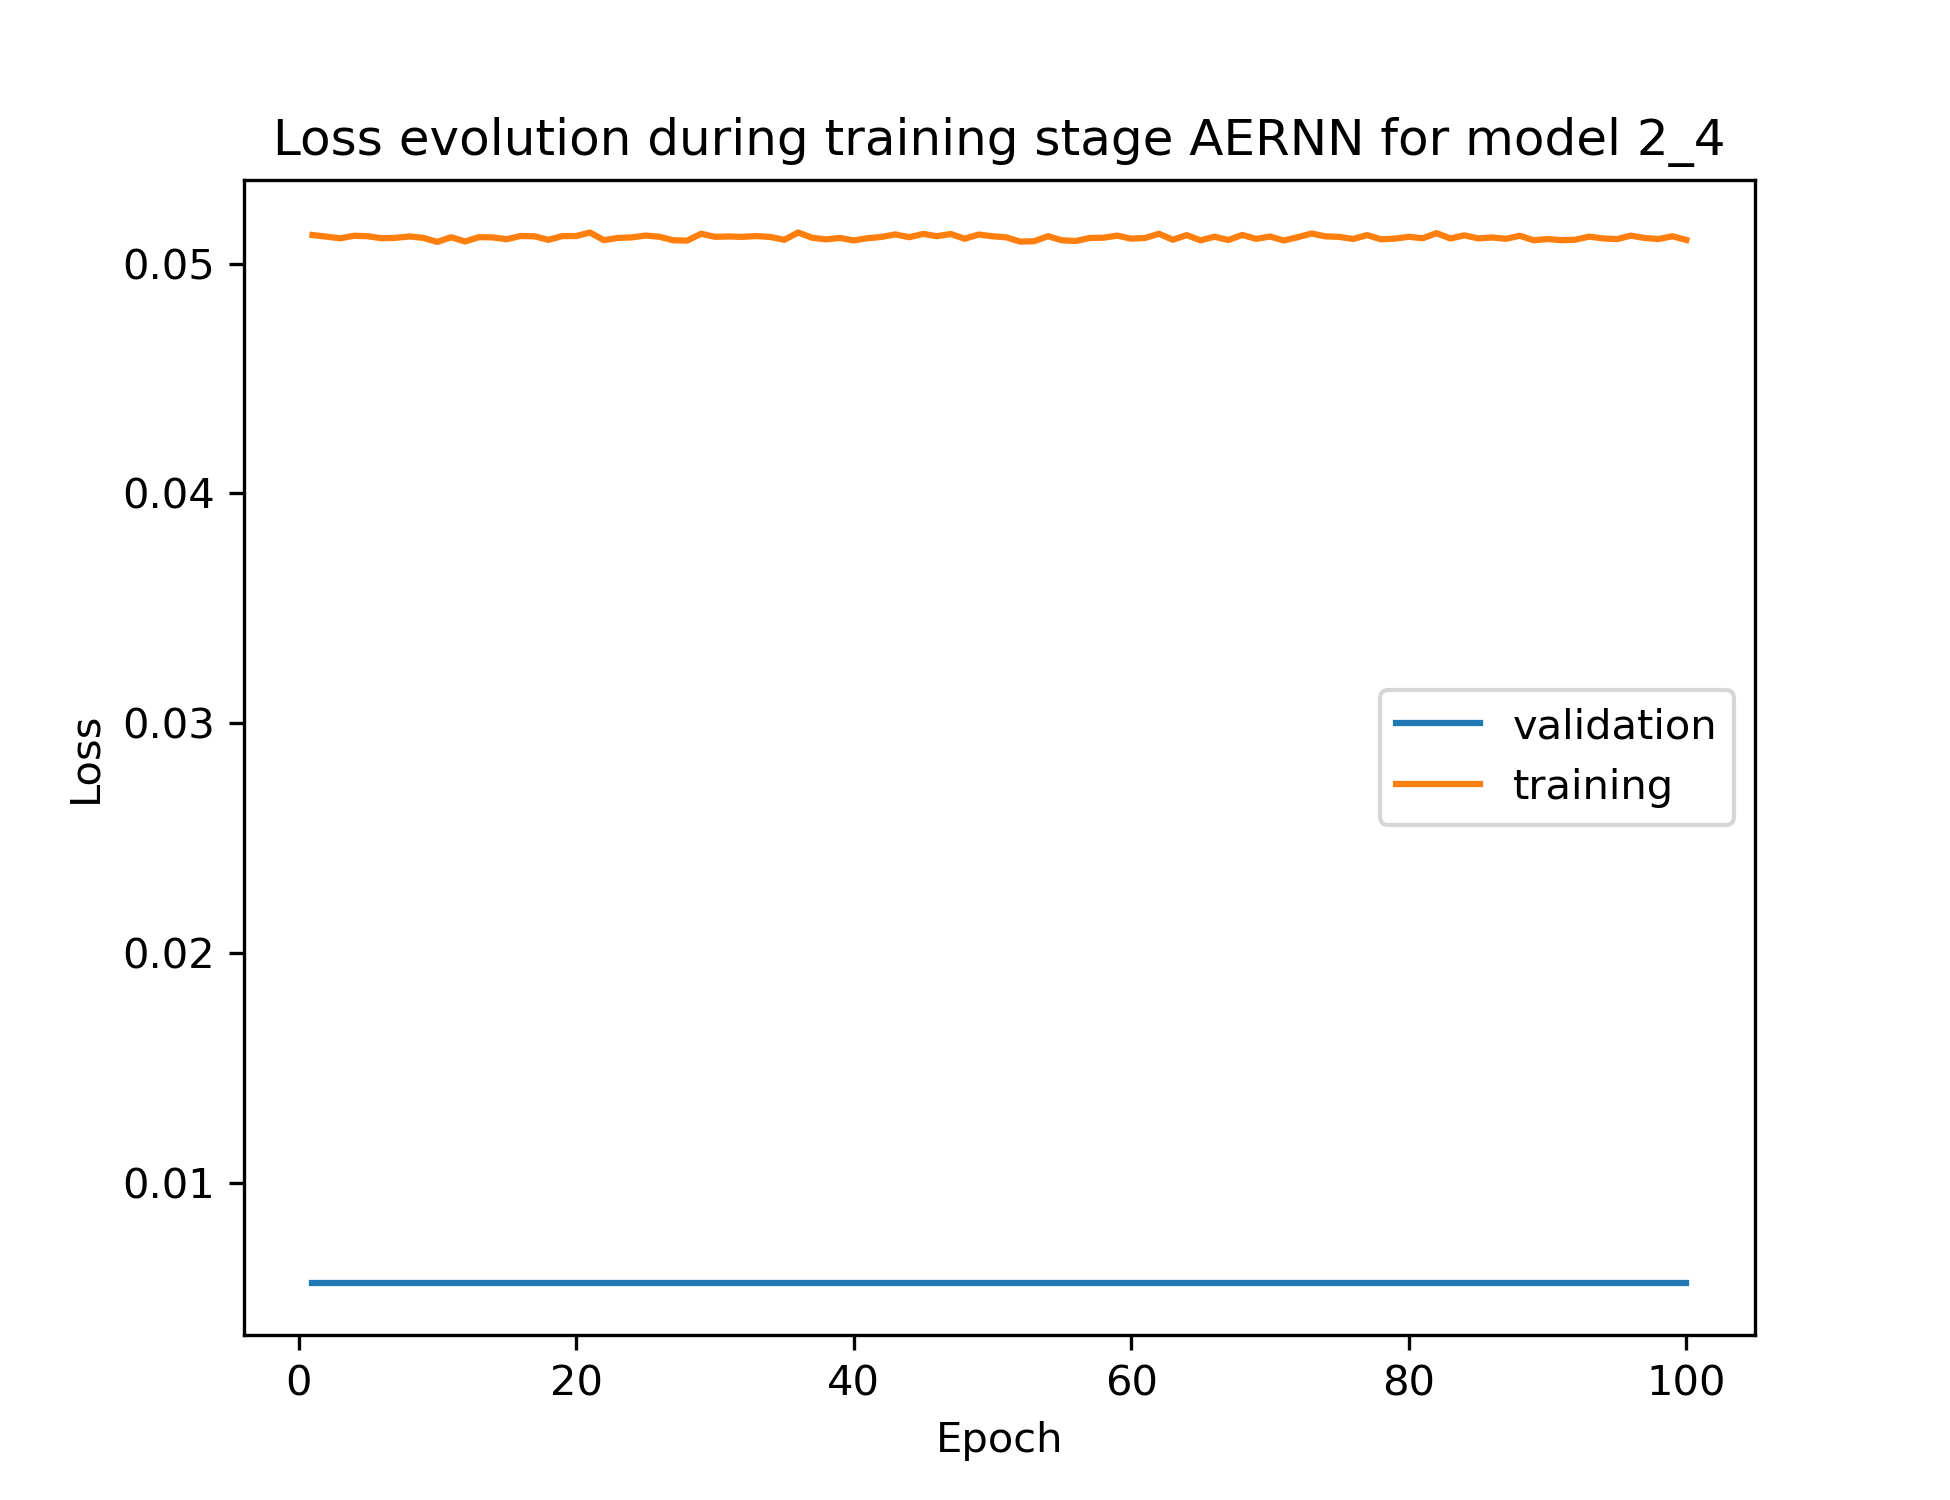 Loss evolution during training stage AERNN for model 2_4
0.05
0.04
0.03
0.02
0.01
Loss
validation
training
0 20 40 60 80 100
Epoch